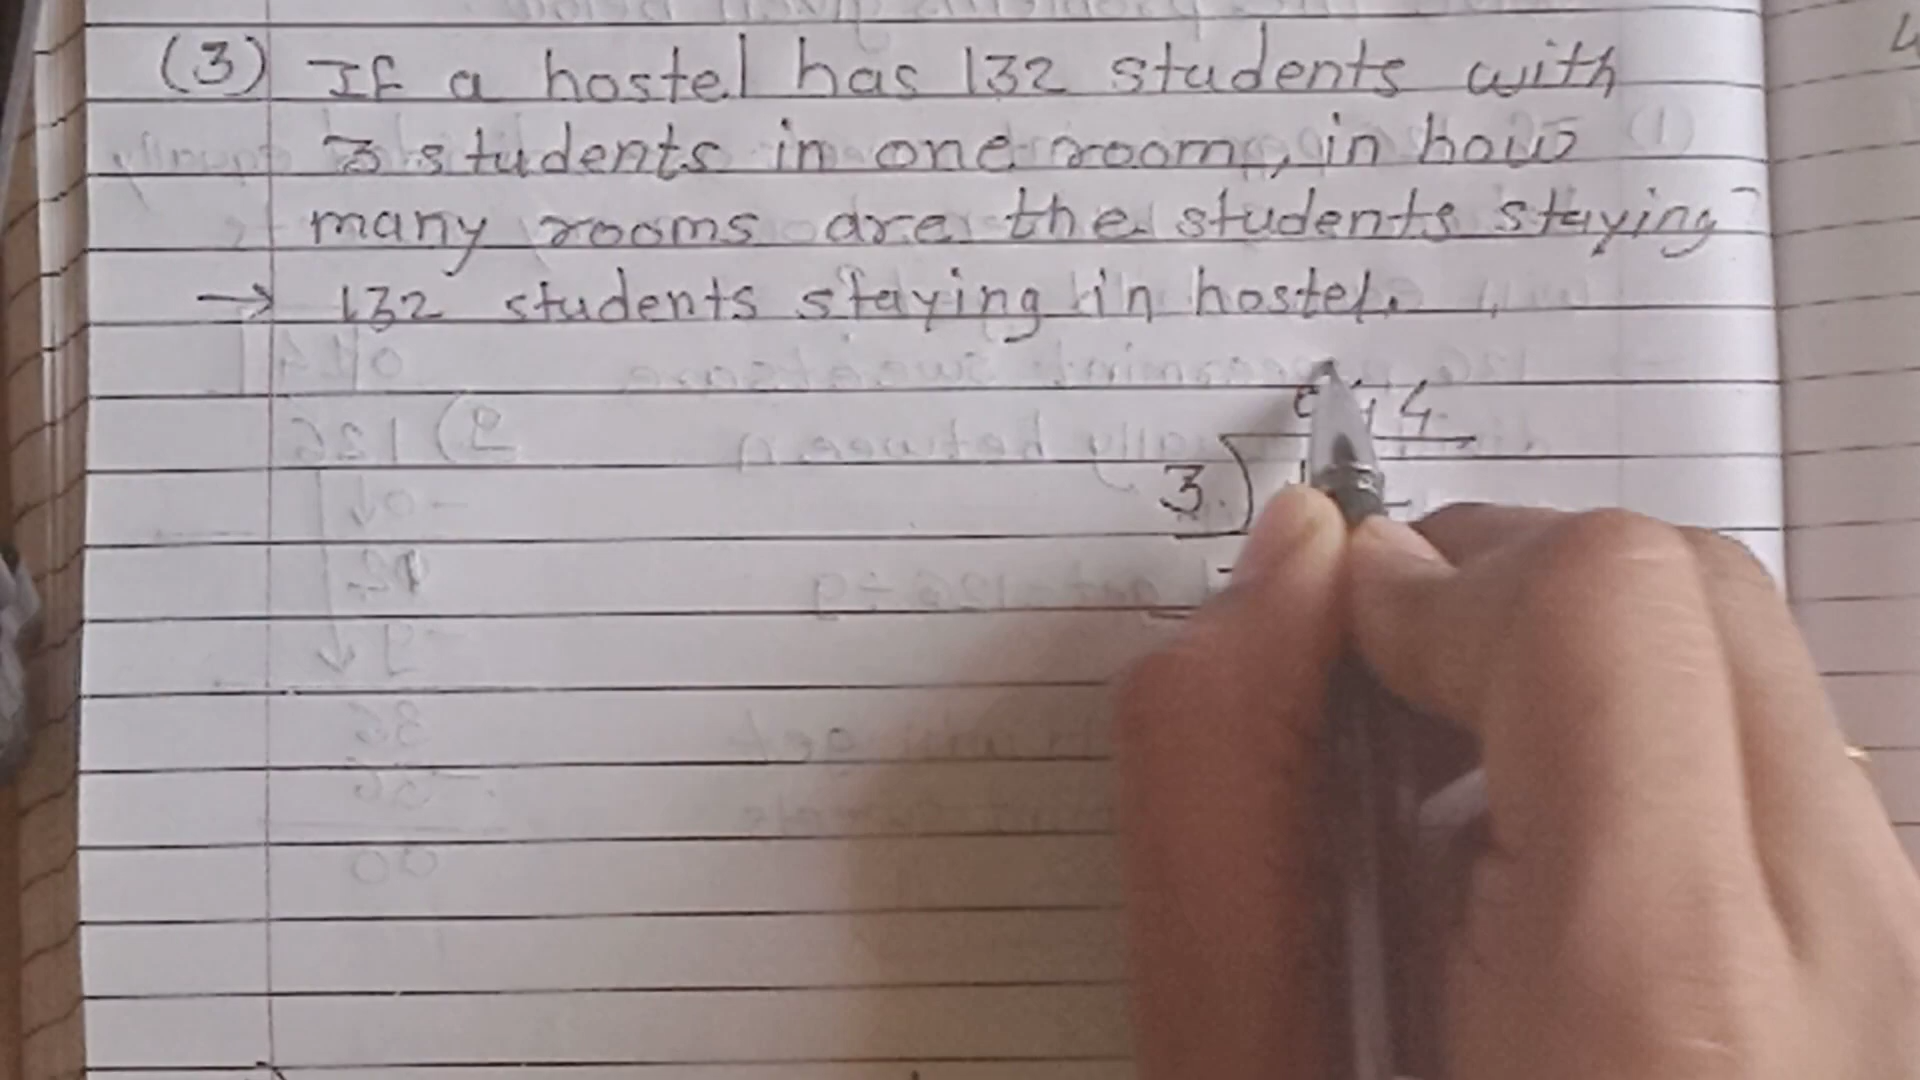 (3) If a hostel has 132 students with
3 students in one room, in how
many rooms are the students staying?
→ 132 students staying in hostel.
4
3)